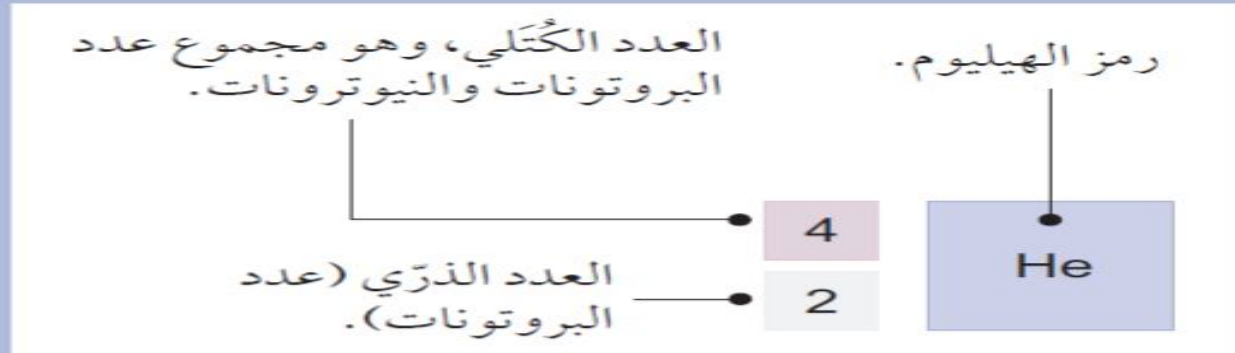 رمز الهيليوم.
العدد الكُتَلي، وهو مجموع عدد
البروتونات والنيوترونات.
4
He
2
العدد الذرّي (عدد
البروتونات).